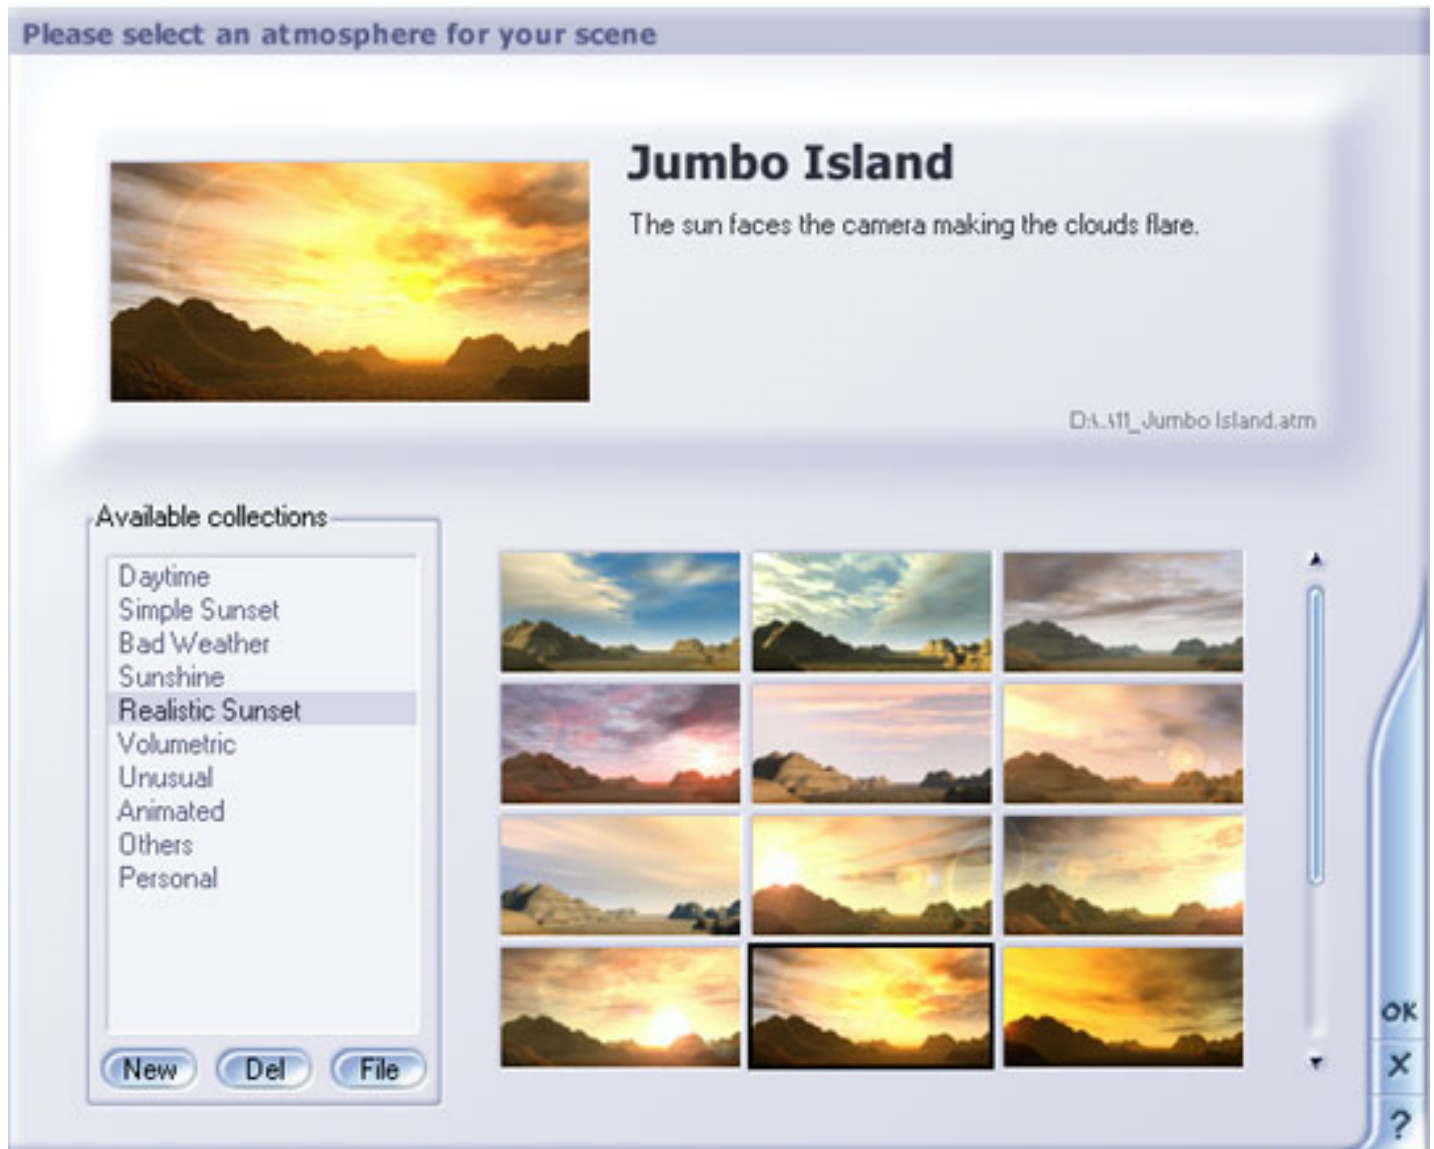 Please select an atmosphere for your scene
Jumbo Island
The sun faces the camera making the clouds flare.
D:\..\11_Jumbo Island.atm
Available collections
Daytime
Simple Sunset
Bad Weather
Sunshine
Realistic Sunset
Volumetric
Unusual
Animated
Others
Personal
New Del File
OK
X
?